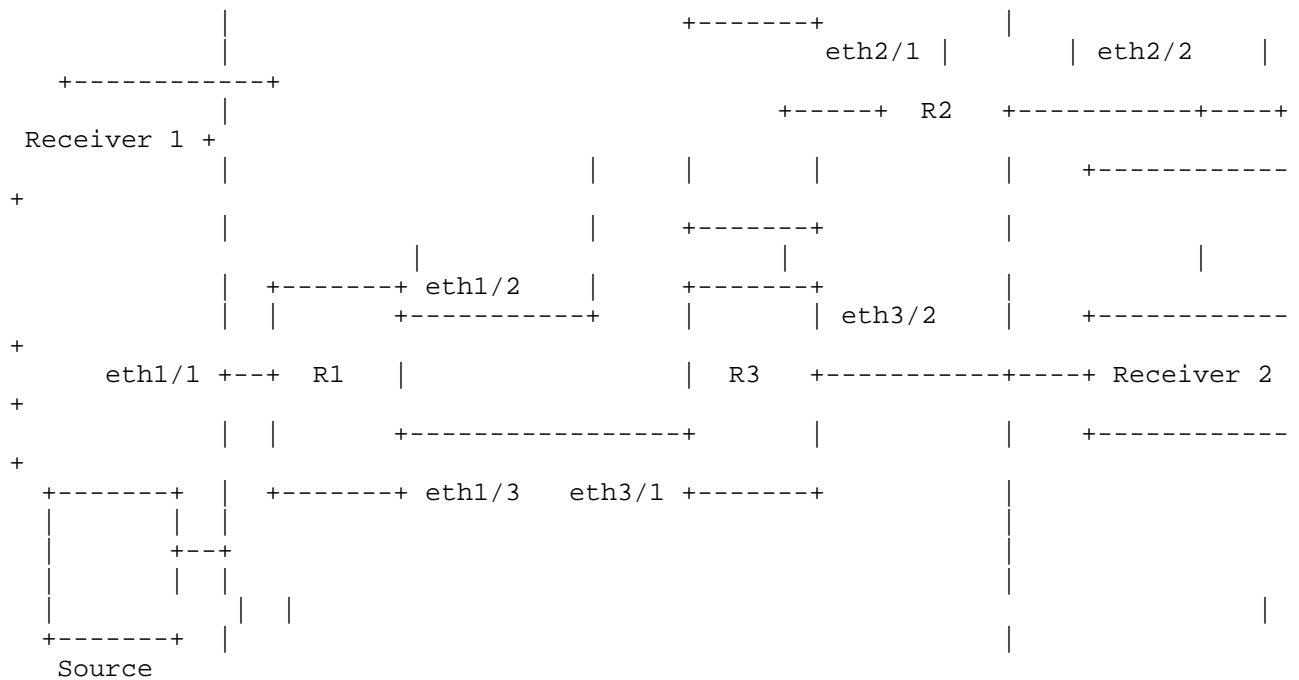 eth2/1 eth2/2
R2
Receiver 1
eth1/2
eth3/2
eth1/1 R1 R3 Receiver 2
eth1/3 eth3/1
Source